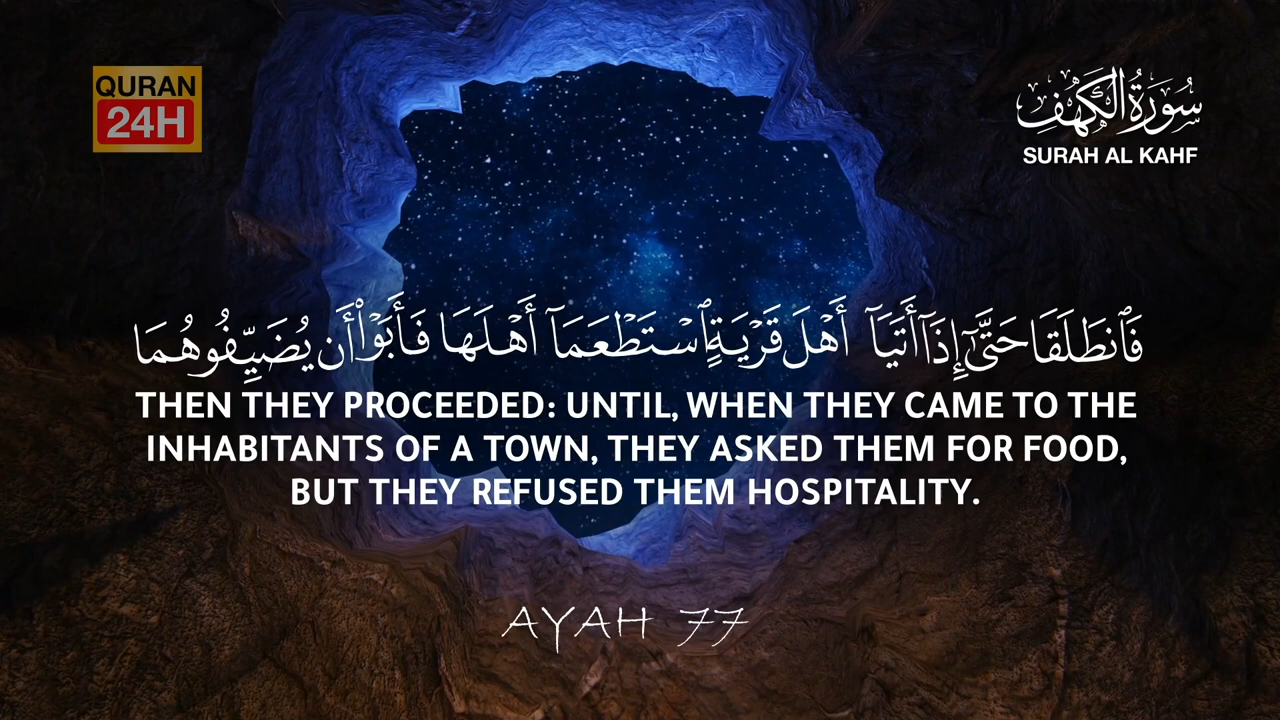 QURAN
24H
سُورَةُ الكَهْفِ
SURAH AL KAHF
فَٱنطَلَقَا حَتَّىٰٓ إِذَآ أَتَيَآ أَهْلَ قَرْيَةٍ ٱسْتَطْعَمَآ أَهْلَهَا فَأَبَوْا۟ أَن يُضَيِّفُوهُمَا
THEN THEY PROCEEDED: UNTIL, WHEN THEY CAME TO THE
INHABITANTS OF A TOWN, THEY ASKED THEM FOR FOOD,
BUT THEY REFUSED THEM HOSPITALITY.
AYAH 77